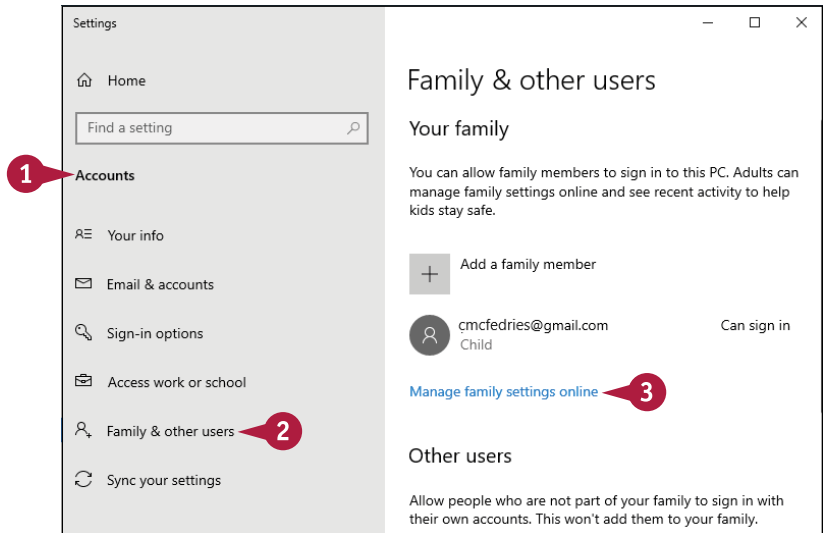 Settings
Home
Find a setting
1
Accounts
Your info
Email & accounts
Sign-in options
Access work or school
Family & other users
2
Sync your settings
Family & other users
Your family
You can allow family members to sign in to this PC. Adults can
manage family settings online and see recent activity to help
kids stay safe.
Add a family member
cmcfedries@gmail.com
Can sign in
Child
Manage family settings online
3
Other users
Allow people who are not part of your family to sign in with
their own accounts. This won't add them to your family.